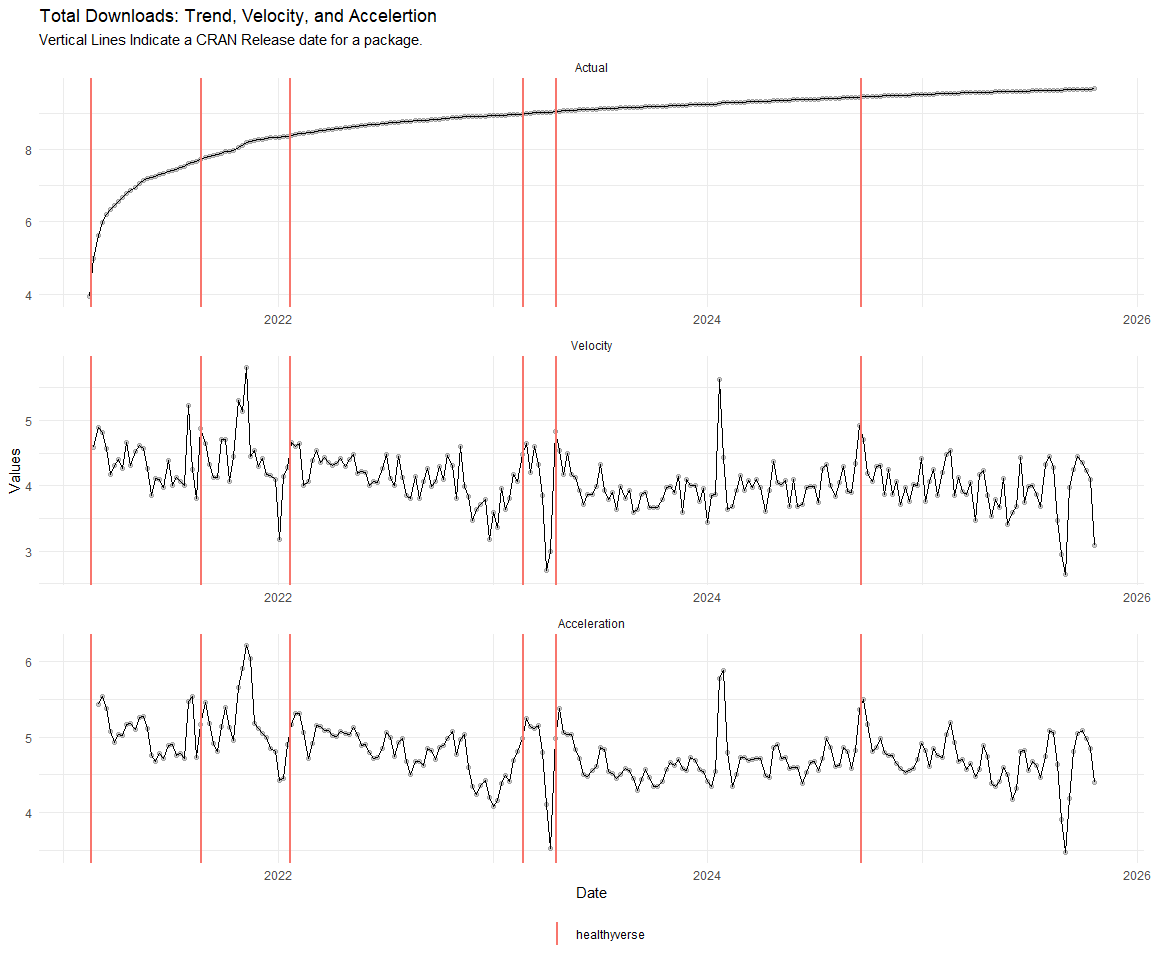 Total Downloads: Trend, Velocity, and Accelertion
Vertical Lines Indicate a CRAN Release date for a package.
Actual
8
6
4
2022 2024 2026
Velocity
5
4
3
2022 2024 2026
Values
Acceleration
6
5
4
2022 2024 2026
Date
healthyverse